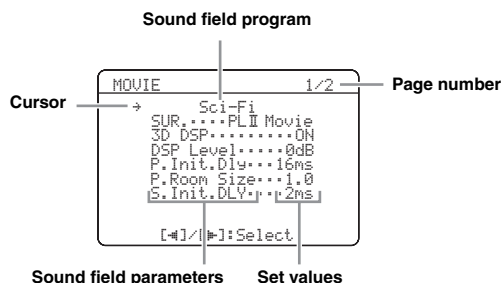 Sound field program
MOVIE 1/2
Page number
Cursor
→ Sci-Fi
SUR.····PLⅡ Movie
3D DSP·········ON
DSP Level·····0dB
P.Init.Dly···16ms
P.Room Size···1.0
S.Init.DLY····2ms
[◀]/[▶]:Select
Sound field parameters Set values